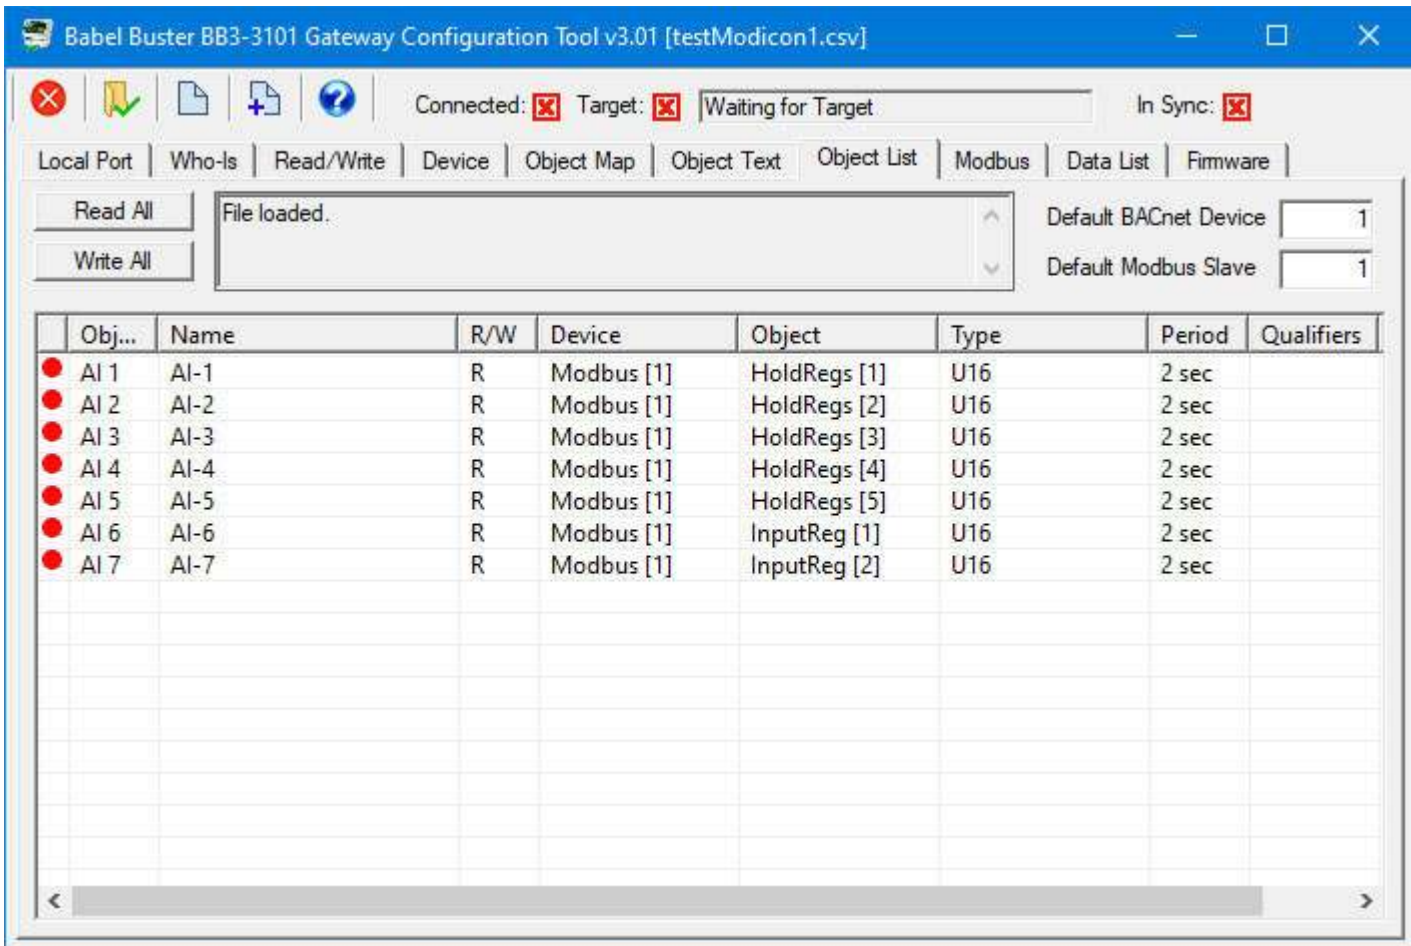 Babel Buster BB3-3101 Gateway Configuration Tool v3.01 [testModicon1.csv]
Connected: Target: Waiting for Target In Sync:
Local Port Who-Is Read/Write Device Object Map Object Text Object List Modbus Data List Firmware
Read All File loaded. Default BACnet Device 1
Write All Default Modbus Slave 1
Obj... Name R/W Device Object Type Period Qualifiers
AI 1 AI-1 R Modbus [1] HoldRegs [1] U16 2 sec
AI 2 AI-2 R Modbus [1] HoldRegs [2] U16 2 sec
AI 3 AI-3 R Modbus [1] HoldRegs [3] U16 2 sec
AI 4 AI-4 R Modbus [1] HoldRegs [4] U16 2 sec
AI 5 AI-5 R Modbus [1] HoldRegs [5] U16 2 sec
AI 6 AI-6 R Modbus [1] InputReg [1] U16 2 sec
AI 7 AI-7 R Modbus [1] InputReg [2] U16 2 sec